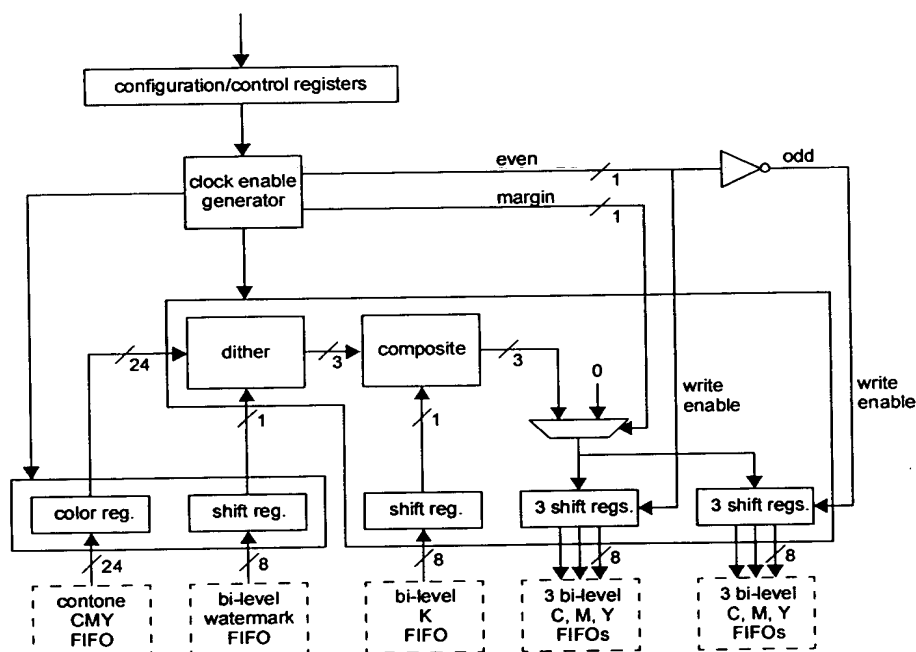 configuration/control registers
clock enable
generator
even
1
odd
margin
1
dither
composite
24
3
3
0
1
1
write
enable
write
enable
color reg.
shift reg.
shift reg.
3 shift regs.
3 shift regs.
24
8
8
8
8
contone
CMY
FIFO
bi-level
watermark
FIFO
bi-level
K
FIFO
3 bi-level
C, M, Y
FIFOs
3 bi-level
C, M, Y
FIFOs